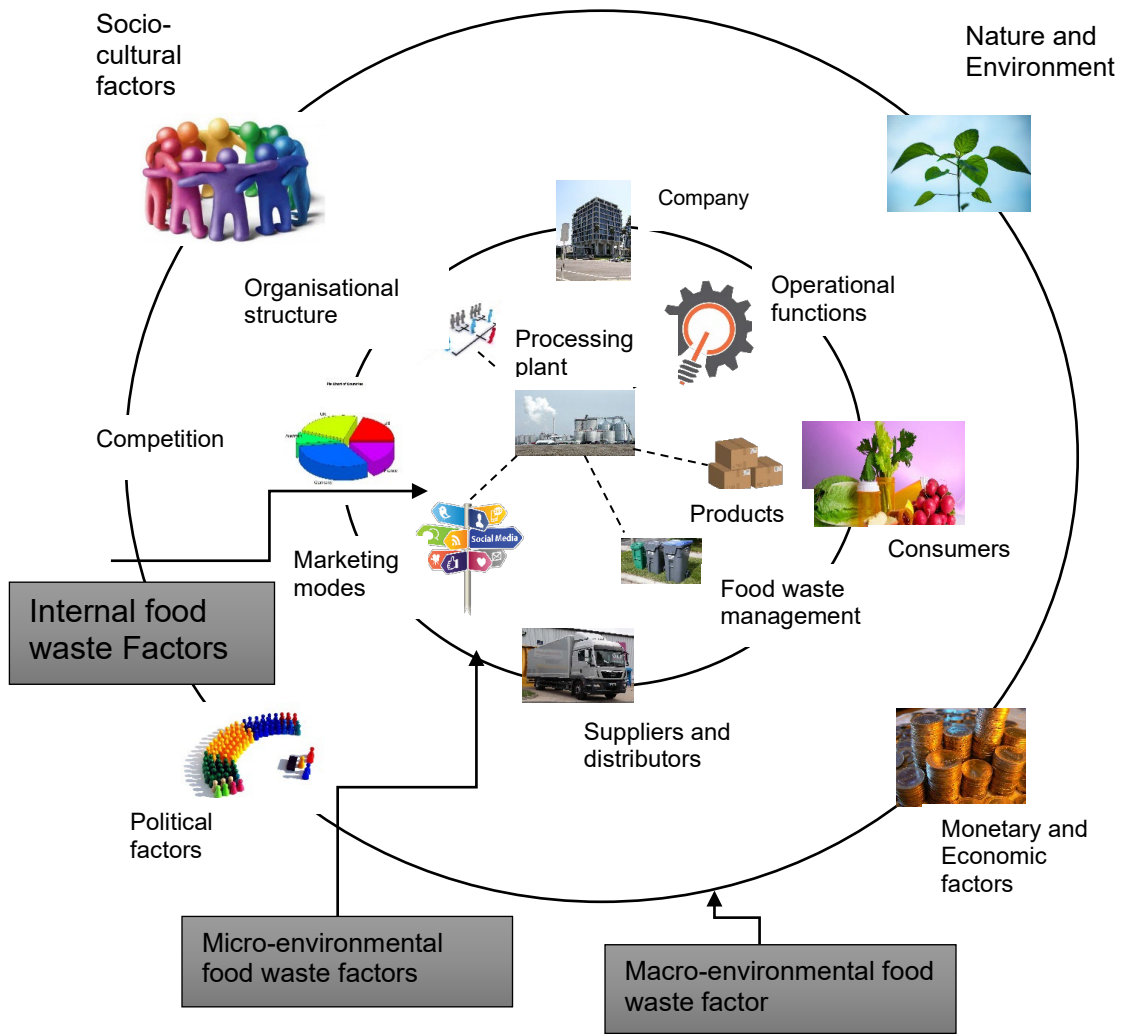 Socio-
cultural
factors
Nature and
Environment
Company
Organisational
structure
Operational
functions
Processing
plant
Competition
Products
Consumers
Social Media
Marketing
modes
Food waste
management
Internal food
waste Factors
Suppliers and
distributors
Political
factors
Monetary and
Economic
factors
Micro-environmental
food waste factors
Macro-environmental food
waste factor